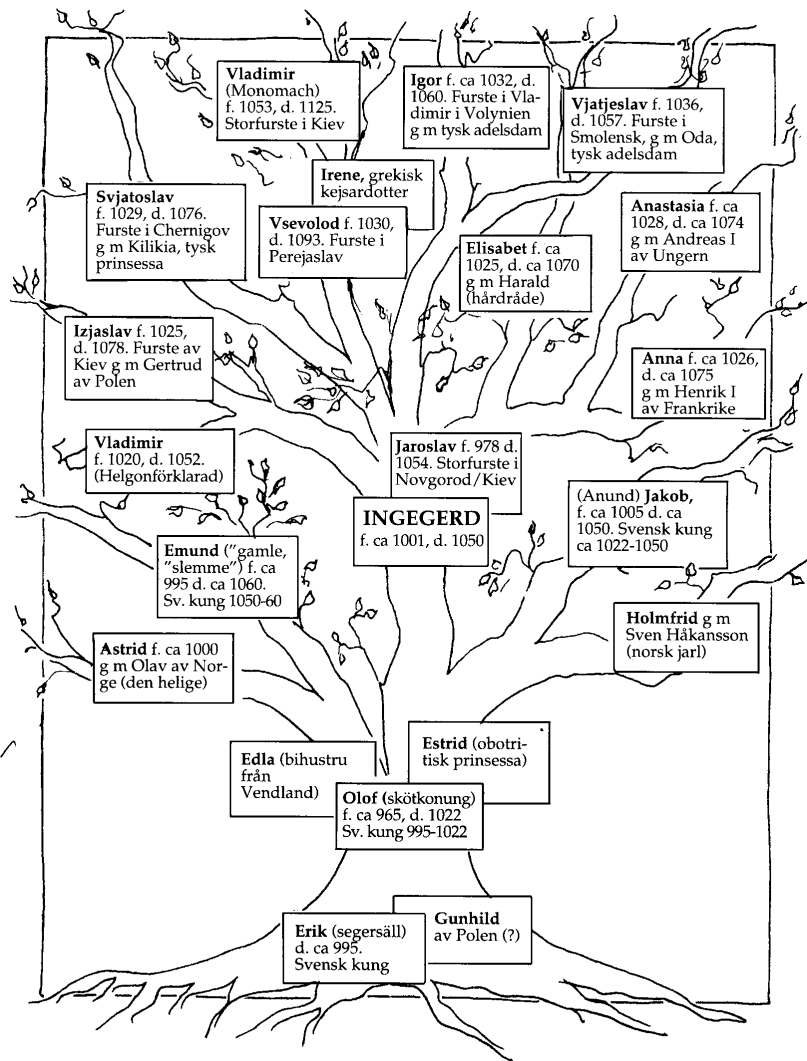 Vladimir
(Monomach)
f. 1053, d. 1125.
Storfurste i Kiev
Igor f. ca 1032, d.
1060. Furste i Vla-
dimir i Volynien
g m tysk adelsdam
Vjatjeslav f. 1036,
d. 1057. Furste i
Smolensk, g m Oda,
tysk adelsdam
Irene, grekisk
kejsardotter
Svjatoslav
f. 1029, d. 1076.
Furste i Chernigov
g m Kilikia, tysk
prinsessa
Vsevolod f. 1030,
d. 1093. Furste i
Perejaslav
Elisabet f. ca
1025, d. ca 1070
g m Harald
(hårdråde)
Anastasia f. ca
1028, d. ca 1074
g m Andreas I
av Ungern
Izjaslav f. 1025,
d. 1078. Furste av
Kiev g m Gertrud
av Polen
Anna f. ca 1026,
d. ca 1075
g m Henrik I
av Frankrike
Vladimir
f. 1020, d. 1052.
(Helgonförklarad)
Jaroslav f. 978 d.
1054. Storfurste i
Novgorod/Kiev
INGEGERD
f. ca 1001, d. 1050
(Anund) Jakob,
f. ca 1005 d. ca
1050. Svensk kung
ca 1022-1050
Emund ("gamle,
"slemme") f. ca
995 d. ca 1060.
Sv. kung 1050-60
Holmfrid g m
Sven Håkansson
(norsk jarl)
Astrid f. ca 1000
g m Olav av Nor-
ge (den helige)
Edla (bihustru
från
Vendland)
Estrid (obotri-
tisk prinsessa)
Olof (skötkonung)
f. ca 965, d. 1022
Sv. kung 995-1022
Erik (segersäll)
d. ca 995.
Svensk kung
Gunhild
av Polen (?)